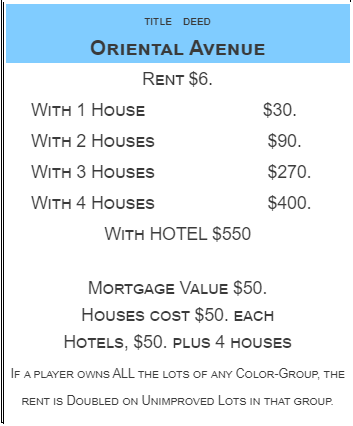 TITLE DEED
ORIENTAL AVENUE
RENT $6.
WITH 1 HOUSE $30.
WITH 2 HOUSES $90.
WITH 3 HOUSES $270.
WITH 4 HOUSES $400.
WITH HOTEL $550
MORTGAGE VALUE $50.
HOUSES COST $50. EACH
HOTELS, $50. PLUS 4 HOUSES
IF A PLAYER OWNS ALL THE LOTS OF ANY COLOR-GROUP, THE
RENT IS DOUBLED ON UNIMPROVED LOTS IN THAT GROUP.